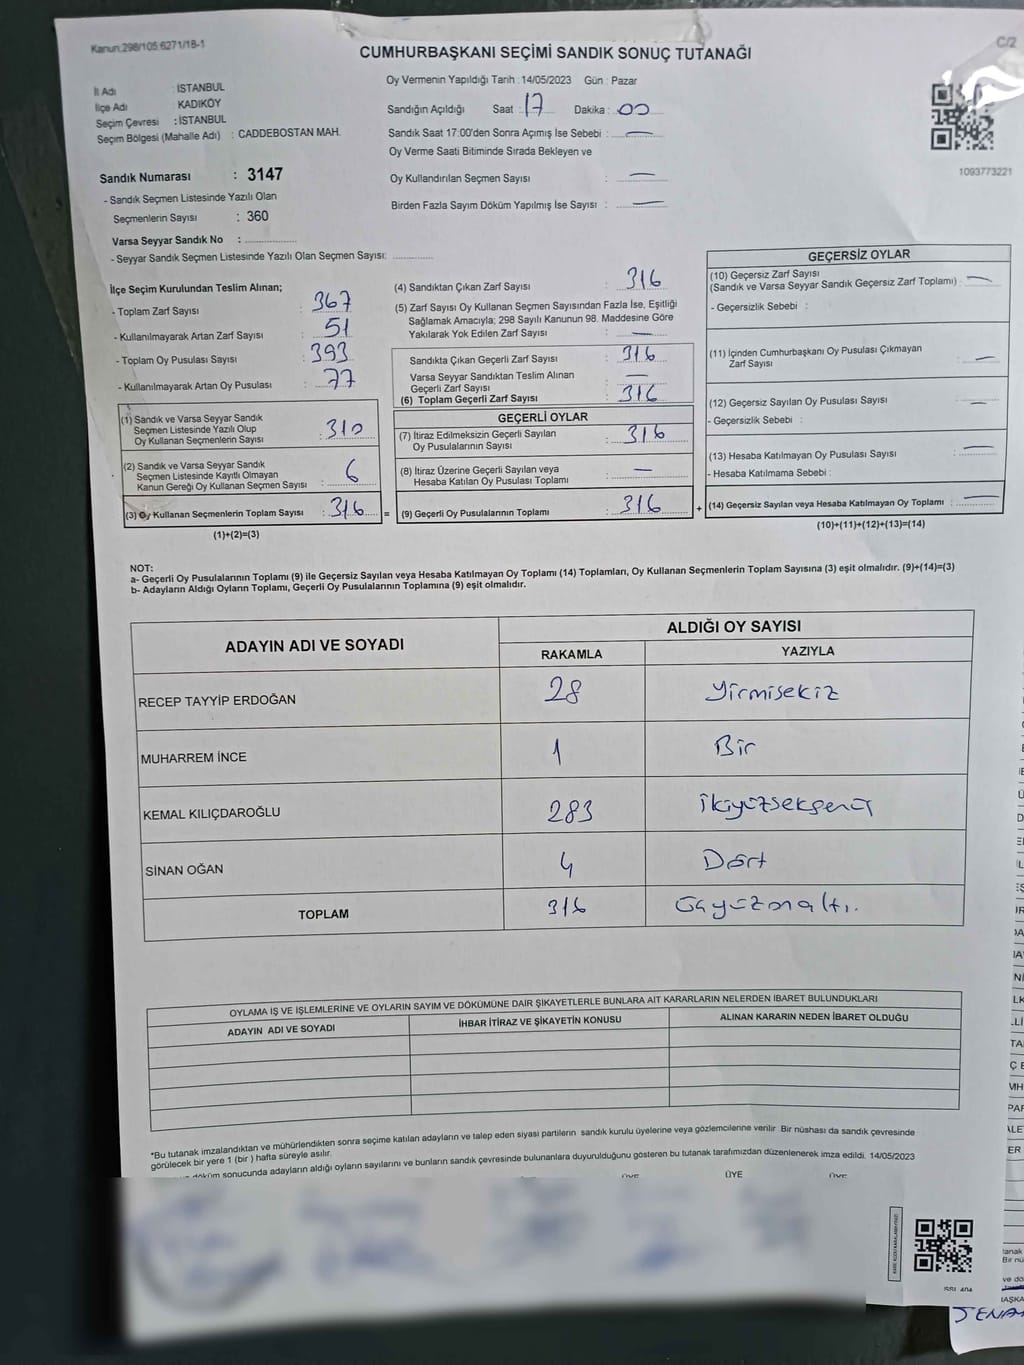 Kanun:298/105:6271/18-1
C/2
CUMHURBAŞKANI SEÇİMİ SANDIK SONUÇ TUTANAĞI
İl Adı : İSTANBUL
İlçe Adı : KADIKÖY
Seçim Çevresi : İSTANBUL
Seçim Bölgesi (Mahalle Adı) : CADDEBOSTAN MAH.
Sandık Numarası : 3147
- Sandık Seçmen Listesinde Yazılı Olan
Seçmenlerin Sayısı : 360
Varsa Seyyar Sandık No : ................
- Seyyar Sandık Seçmen Listesinde Yazılı Olan Seçmen Sayısı: ............
Oy Vermenin Yapıldığı Tarih : 14/05/2023 Gün : Pazar
Sandığın Açıldığı Saat : 17 Dakika : 00
Sandık Saat 17:00'den Sonra Açımış İse Sebebi : —
Oy Verme Saati Bitiminde Sırada Bekleyen ve
Oy Kullandırılan Seçmen Sayısı : —
Birden Fazla Sayım Döküm Yapılmış İse Sayısı : —
1093773221
İlçe Seçim Kurulundan Teslim Alınan;
- Toplam Zarf Sayısı : 367
- Kullanılmayarak Artan Zarf Sayısı : 51
- Toplam Oy Pusulası Sayısı : 393
- Kullanılmayarak Artan Oy Pusulası : 77
(1) Sandık ve Varsa Seyyar Sandık
Seçmen Listesinde Yazılı Olup
Oy Kullanan Seçmenlerin Sayısı : 310
(2) Sandık ve Varsa Seyyar Sandık
Seçmen Listesinde Kayıtlı Olmayan
Kanun Gereği Oy Kullanan Seçmen Sayısı : 6
(3) Oy Kullanan Seçmenlerin Toplam Sayısı : 316 =
(1)+(2)=(3)
(4) Sandıktan Çıkan Zarf Sayısı : 316
(5) Zarf Sayısı Oy Kullanan Seçmen Sayısından Fazla İse, Eşitliği
Sağlamak Amacıyla; 298 Sayılı Kanunun 98. Maddesine Göre
Yakılarak Yok Edilen Zarf Sayısı : —
Sandıkta Çıkan Geçerli Zarf Sayısı : 316
Varsa Seyyar Sandıktan Teslim Alınan
Geçerli Zarf Sayısı : —
(6) Toplam Geçerli Zarf Sayısı : 316
GEÇERLİ OYLAR
(7) İtiraz Edilmeksizin Geçerli Sayılan
Oy Pusulalarının Sayısı : 316
(8) İtiraz Üzerine Geçerli Sayılan veya
Hesaba Katılan Oy Pusulası Toplamı : —
(9) Geçerli Oy Pusulalarının Toplamı : 316 +
GEÇERSİZ OYLAR
(10) Geçersiz Zarf Sayısı
(Sandık ve Varsa Seyyar Sandık Geçersiz Zarf Toplamı) : —
- Geçersizlik Sebebi :
(11) İçinden Cumhurbaşkanı Oy Pusulası Çıkmayan
Zarf Sayısı : —
(12) Geçersiz Sayılan Oy Pusulası Sayısı : —
- Geçersizlik Sebebi :
(13) Hesaba Katılmayan Oy Pusulası Sayısı : —
- Hesaba Katılmama Sebebi :
(14) Geçersiz Sayılan veya Hesaba Katılmayan Oy Toplamı : —
(10)+(11)+(12)+(13)=(14)
NOT:
a- Geçerli Oy Pusulalarının Toplamı (9) ile Geçersiz Sayılan veya Hesaba Katılmayan Oy Toplamı (14) Toplamları, Oy Kullanan Seçmenlerin Toplam Sayısına (3) eşit olmalıdır. (9)+(14)=(3)
b- Adayların Aldığı Oyların Toplamı, Geçerli Oy Pusulalarının Toplamına (9) eşit olmalıdır.
ADAYIN ADI VE SOYADI ALDIĞI OY SAYISI
RAKAMLA YAZIYLA
RECEP TAYYİP ERDOĞAN 28 Yirmisekiz
MUHARREM İNCE 1 Bir
KEMAL KILIÇDAROĞLU 283 ikiyüzseksenüç
SİNAN OĞAN 4 Dört
TOPLAM 316 Üçyüzonaltı.
OYLAMA İŞ VE İŞLEMLERİNE VE OYLARIN SAYIM VE DÖKÜMÜNE DAİR ŞİKAYETLERLE BUNLARA AİT KARARLARIN NELERDEN İBARET BULUNDUKLARI
ADAYIN ADI VE SOYADI İHBAR İTİRAZ VE ŞİKAYETİN KONUSU ALINAN KARARIN NEDEN İBARET OLDUĞU
*Bu tutanak imzalandıktan ve mühürlendikten sonra seçime katılan adayların ve talep eden siyasi partilerin sandık kurulu üyelerine veya gözlemcilerine verilir. Bir nüshası da sandık çevresinde
görülecek bir yere 1 (bir) hafta süreyle asılır.
döküm sonucunda adayların aldığı oyların sayılarını ve bunların sandık çevresinde bulunanlara duyurulduğunu gösteren bu tutanak tarafımızdan düzenlenerek imza edildi. 14/05/2023
ÜYE ÜYE ÜYE